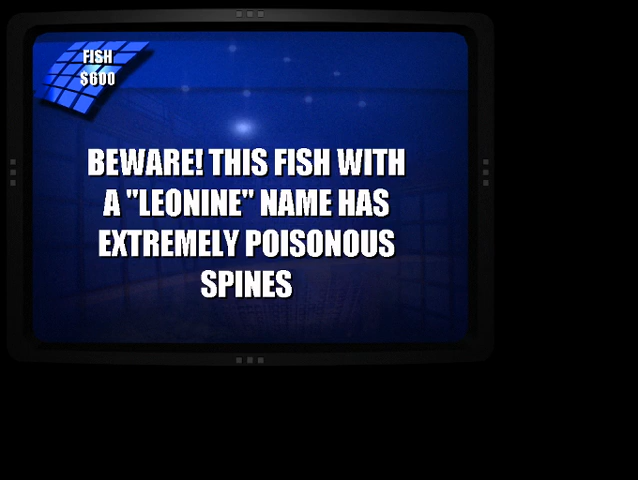 FISH
$600
BEWARE! THIS FISH WITH
A "LEONINE" NAME HAS
EXTREMELY POISONOUS
SPINES